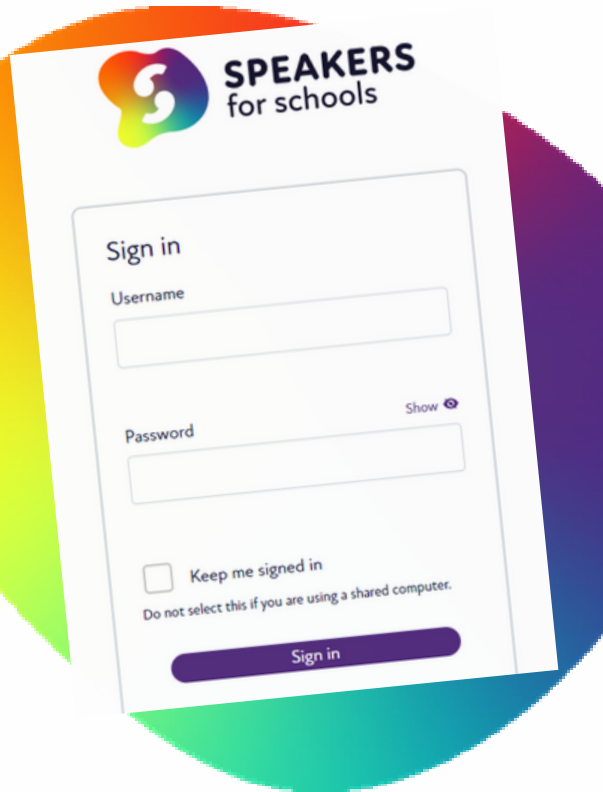 SPEAKERS
for schools
Sign in
Username
Show
Password
Keep me signed in
Do not select this if you are using a shared computer.
Sign in